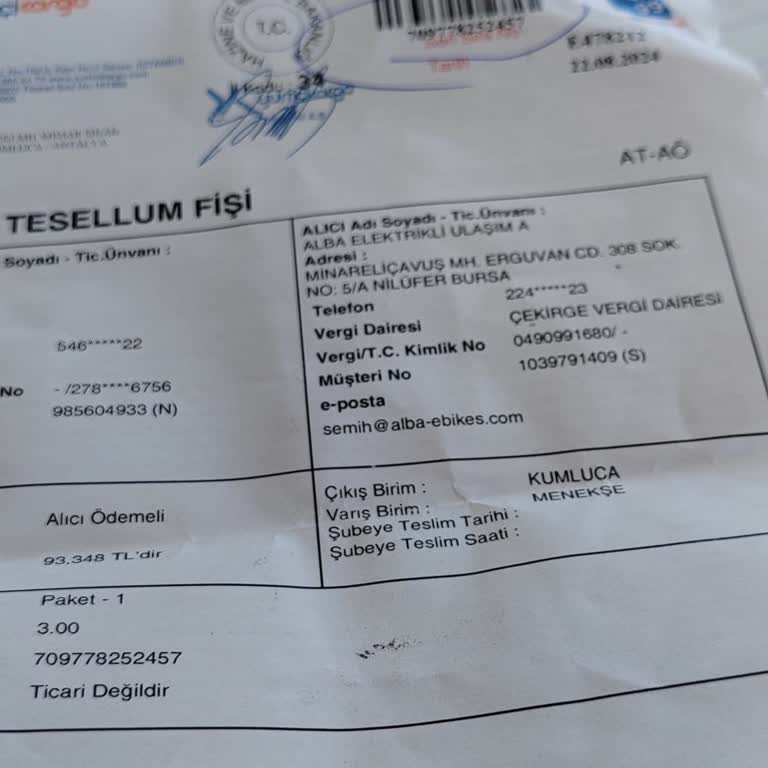 cargo
T.C.
709778252457
Tarih
22.08.2024
AT-AÖ
TESELLUM FİŞİ
Soyadı - Tic.Ünvanı :
546*****22
No - /278****6756
985604933 (N)
ALICI Adı Soyadı - Tic.Ünvanı :
ALBA ELEKTRİKLİ ULAŞIM A
Adresi :
MİNARELİÇAVUŞ MH. ERGUVAN CD. 308 SOK.
NO: 5/A NİLÜFER BURSA
Telefon 224*****23
Vergi Dairesi ÇEKİRGE VERGİ DAİRESİ
Vergi/T.C. Kimlik No 0490991680/ -
Müşteri No 1039791409 (S)
e-posta
semih@alba-ebikes.com
Alıcı Ödemeli
93.348 TL'dir
Çıkış Birim : KUMLUCA
Varış Birim : MENEKŞE
Şubeye Teslim Tarihi :
Şubeye Teslim Saati :
Paket - 1
3.00
709778252457
Ticari Değildir